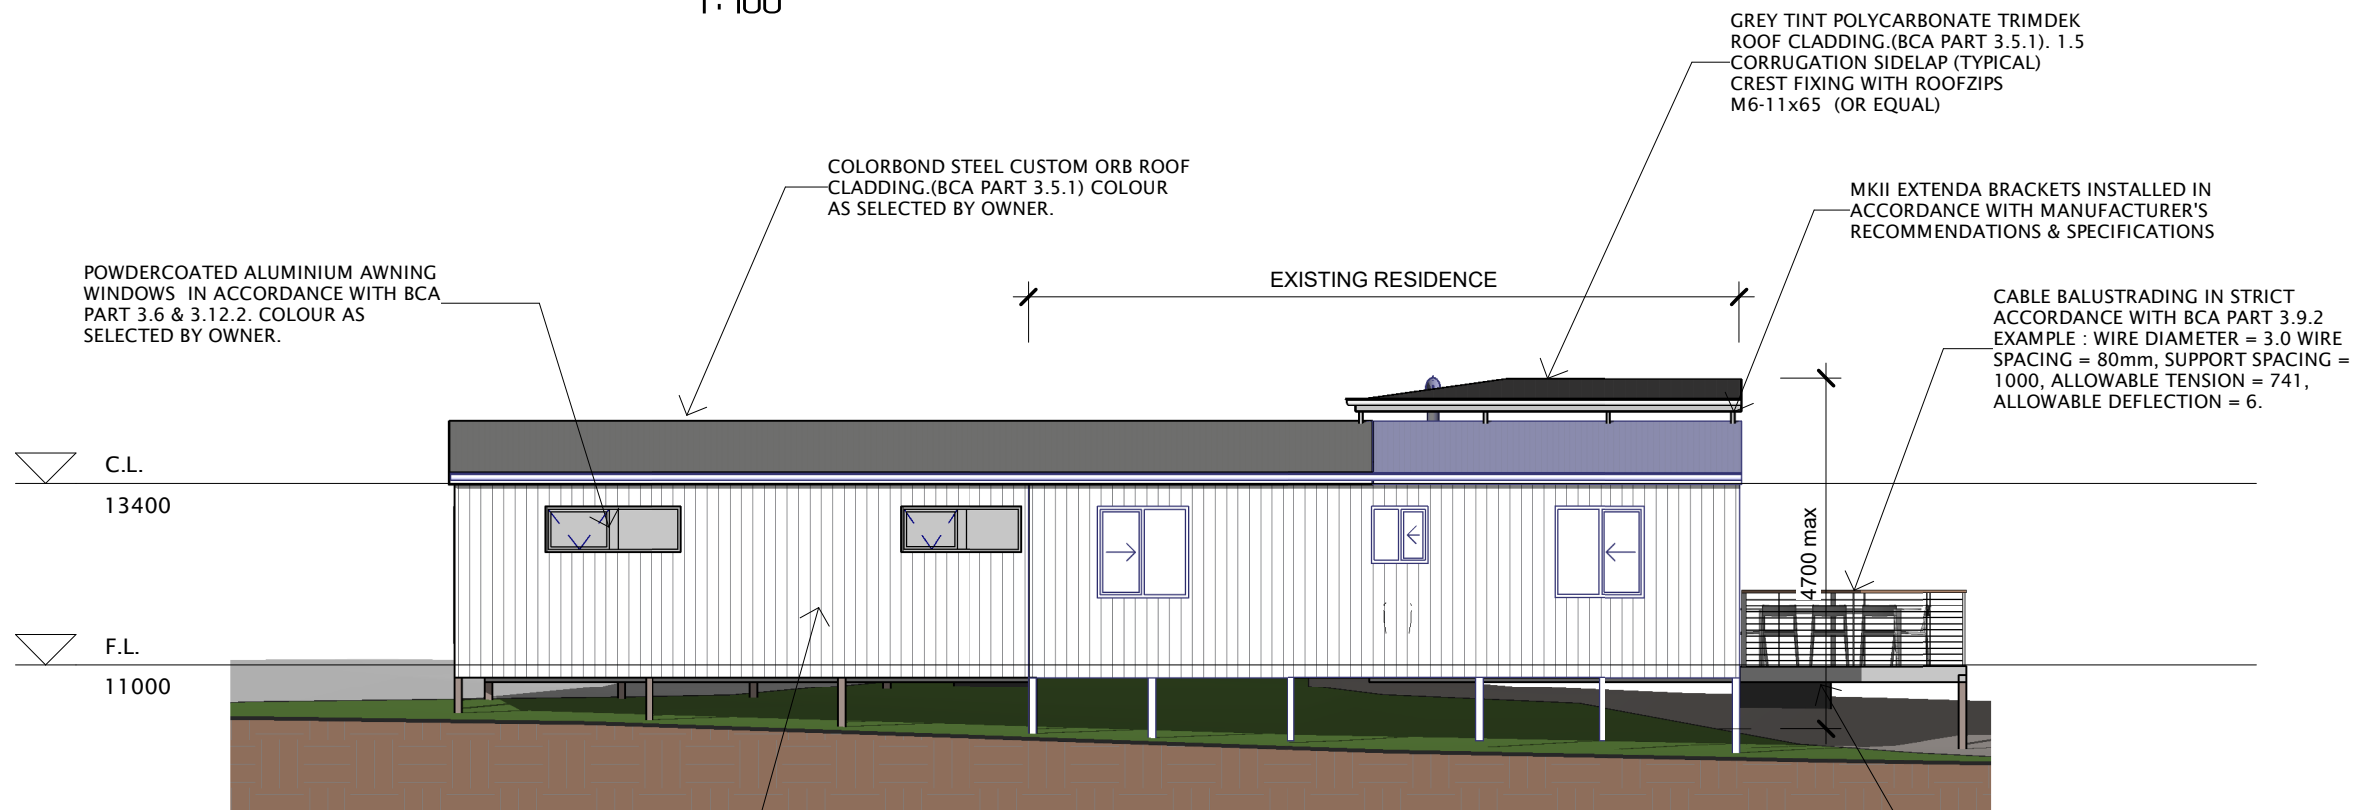 1:100
GREY TINT POLYCARBONATE TRIMDEK
ROOF CLADDING.(BCA PART 3.5.1). 1.5
CORRUGATION SIDELAP (TYPICAL)
CREST FIXING WITH ROOFZIPS
M6-11x65 (OR EQUAL)
COLORBOND STEEL CUSTOM ORB ROOF
CLADDING.(BCA PART 3.5.1) COLOUR
AS SELECTED BY OWNER.
MKII EXTENDA BRACKETS INSTALLED IN
ACCORDANCE WITH MANUFACTURER'S
RECOMMENDATIONS & SPECIFICATIONS
POWDERCOATED ALUMINIUM AWNING
WINDOWS IN ACCORDANCE WITH BCA
PART 3.6 & 3.12.2. COLOUR AS
SELECTED BY OWNER.
EXISTING RESIDENCE
CABLE BALUSTRADING IN STRICT
ACCORDANCE WITH BCA PART 3.9.2
EXAMPLE : WIRE DIAMETER = 3.0 WIRE
SPACING = 80mm, SUPPORT SPACING =
1000, ALLOWABLE TENSION = 741,
ALLOWABLE DEFLECTION = 6.
C.L.
13400
4700 max
F.L.
11000